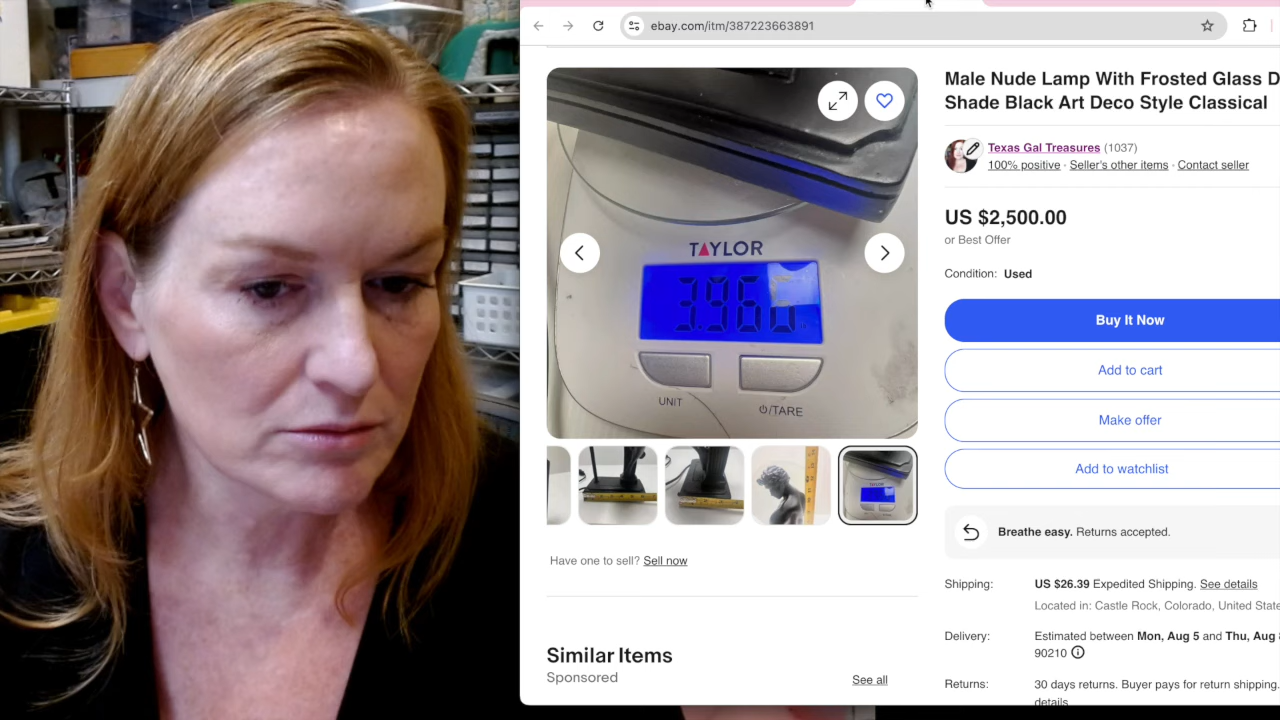 ebay.com/itm/387223663891
Male Nude Lamp With Frosted Glass D
Shade Black Art Deco Style Classical
Texas Gal Treasures (1037)
100% positive · Seller's other items · Contact seller
US $2,500.00
or Best Offer
Condition: Used
TAYLOR
3.966
UNIT
/TARE
Buy It Now
Add to cart
Make offer
Add to watchlist
Breathe easy. Returns accepted.
Have one to sell? Sell now
Shipping: US $26.39 Expedited Shipping. See details
Located in: Castle Rock, Colorado, United State
Delivery: Estimated between Mon, Aug 5 and Thu, Aug
90210
Similar Items
Sponsored
See all
Returns: 30 days returns. Buyer pays for return shipping.
details